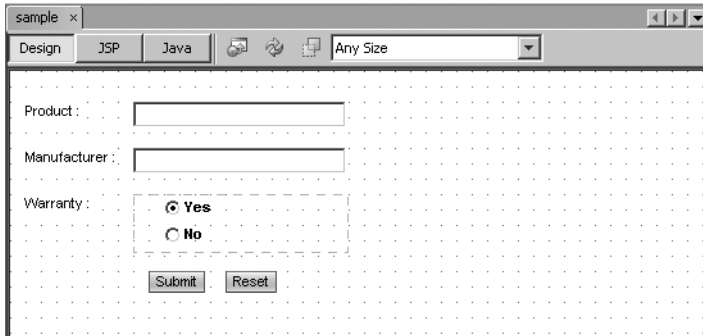 sample ×
Design JSP Java Any Size
Product :
Manufacturer :
Warranty :
Yes
No
Submit Reset